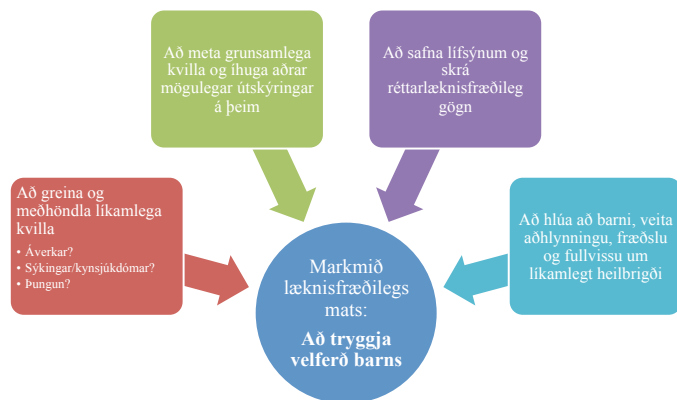 Að meta grunsamlega
kvilla og íhuga aðrar
mögulegar útskýringar
á þeim
Að safna lífsýnum og
skrá
réttarlæknisfræðileg
gögn
Að greina og
meðhöndla líkamlega
kvilla
• Áverkar?
• Sýkingar/kynsjúkdómar?
• Þungun?
Að hlúa að barni, veita
aðhlynningu, fræðslu
og fullvissu um
líkamlegt heilbrigði
Markmið
læknisfræðilegs
mats:
Að tryggja
velferð barns